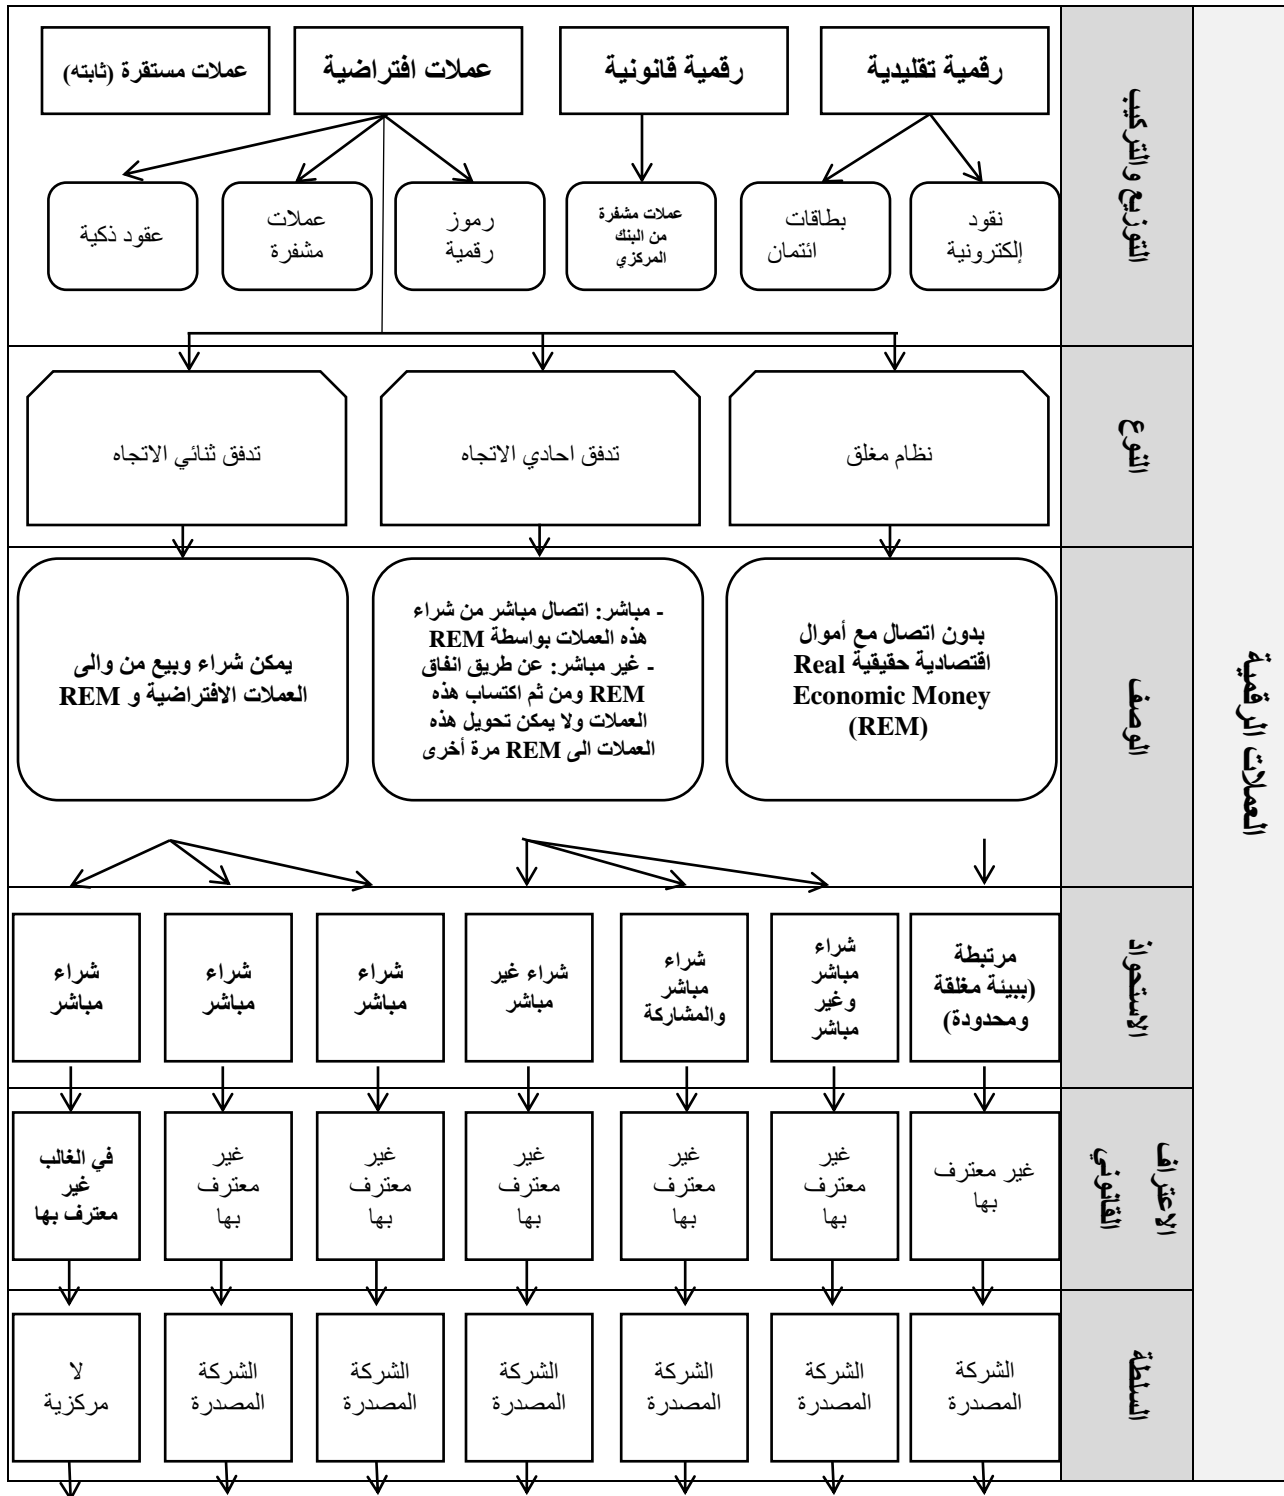 العملات الرقمية
التوزيع والتركيب
رقمية تقليدية
رقمية قانونية
عملات افتراضية
عملات مستقرة (ثابته)
نقود
إلكترونية
بطاقات
ائتمان
عملات مشفرة
من البنك
المركزي
رموز
رقمية
عملات
مشفرة
عقود ذكية
النوع
نظام مغلق
تدفق احادي الاتجاه
تدفق ثنائي الاتجاه
الوصف
بدون اتصال مع أموال
اقتصادية حقيقية Real
Economic Money
(REM)
- مباشر: اتصال مباشر من شراء
هذه العملات بواسطة REM
- غير مباشر: عن طريق انفاق
REM ومن ثم اكتساب هذه
العملات ولا يمكن تحويل هذه
العملات الى REM مرة أخرى
يمكن شراء وبيع من والى
العملات الافتراضية و REM
الاستحواذ
مرتبطة
(ببيئة مغلقة
ومحدودة)
شراء
مباشر
وغير
مباشر
شراء
مباشر
والمشاركة
شراء غير
مباشر
شراء
مباشر
شراء
مباشر
شراء
مباشر
الاعتراف
القانوني
غير معترف
بها
غير
معترف
بها
غير
معترف
بها
غير
معترف
بها
غير
معترف
بها
غير
معترف
بها
في الغالب
غير
معترف بها
السلطة
الشركة
المصدرة
الشركة
المصدرة
الشركة
المصدرة
الشركة
المصدرة
الشركة
المصدرة
الشركة
المصدرة
لا
مركزية